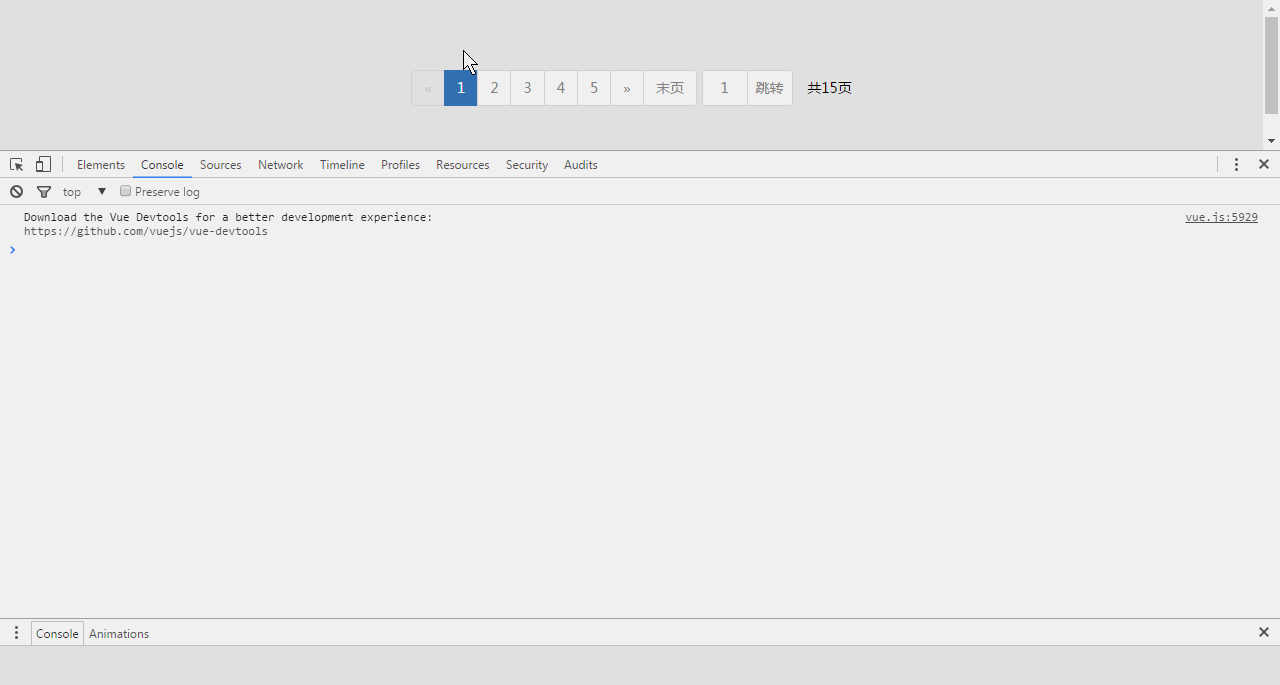 « 1 2 3 4 5 » 末页 1 跳转 共15页
Elements Console Sources Network Timeline Profiles Resources Security Audits
top ▼ Preserve log
Download the Vue Devtools for a better development experience: vue.js:5929
https://github.com/vuejs/vue-devtools
>
Console Animations